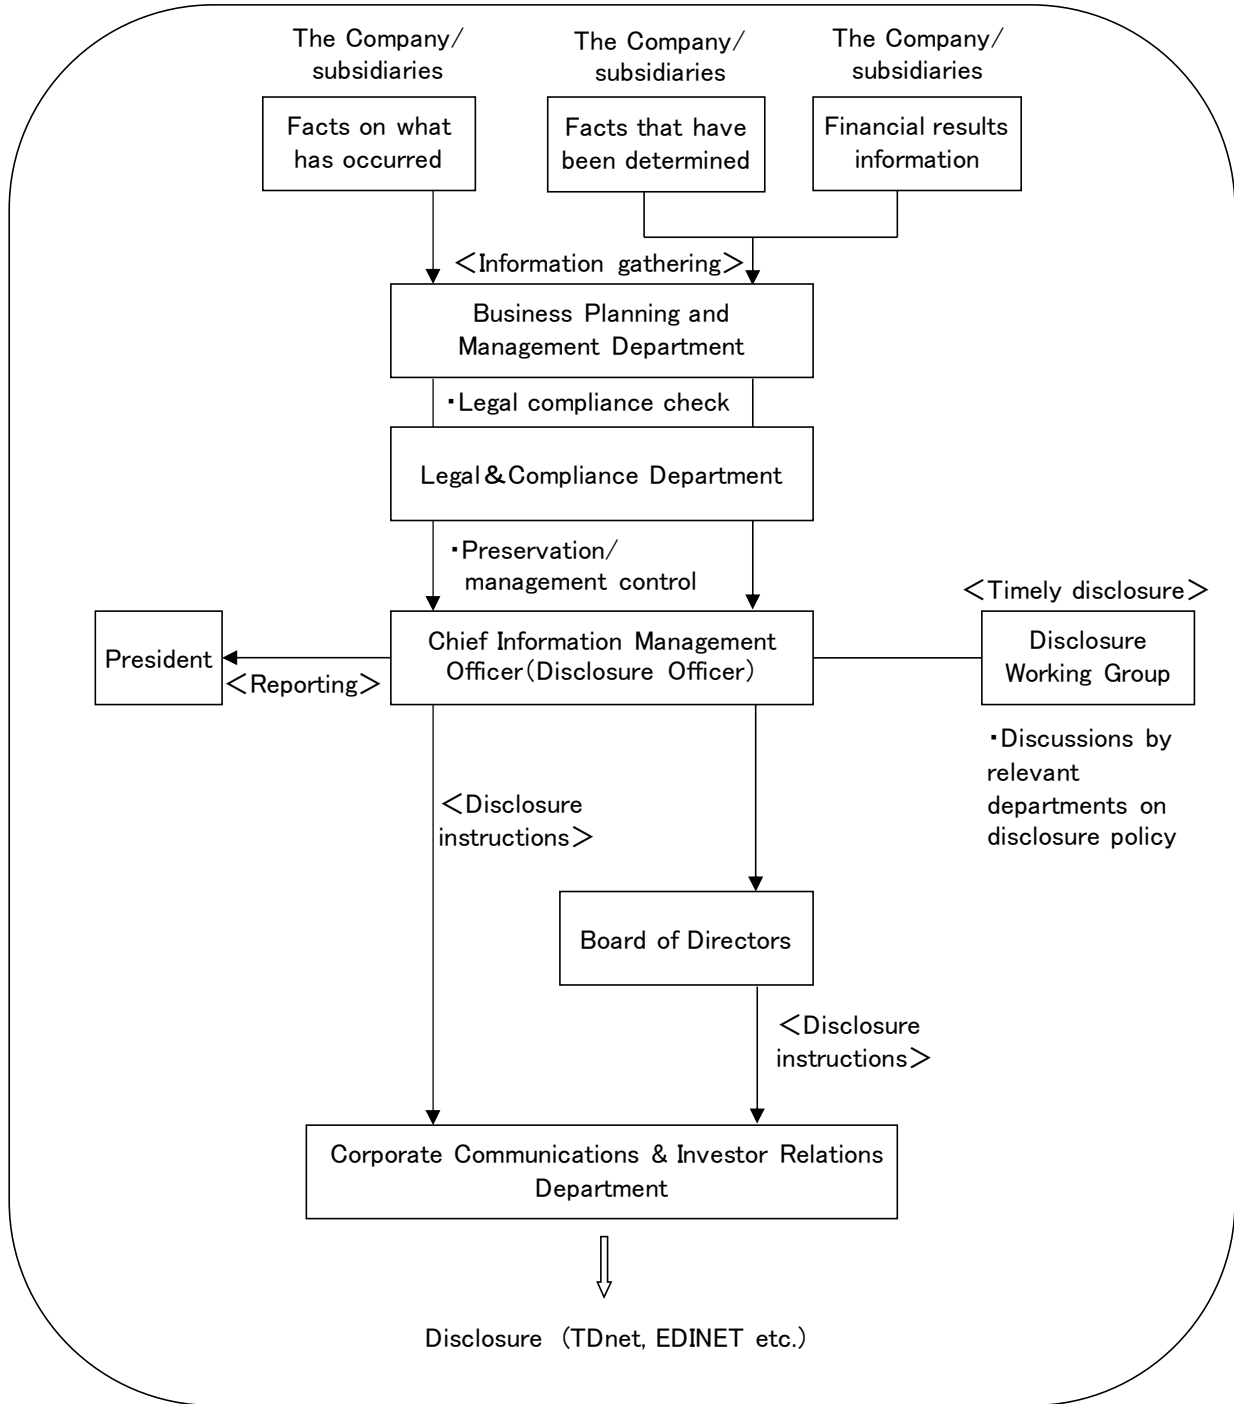 The Company/
subsidiaries
The Company/
subsidiaries
The Company/
subsidiaries
Facts on what
has occurred
Facts that have
been determined
Financial results
information
<Information gathering>
Business Planning and
Management Department
・Legal compliance check
Legal&Compliance Department
・Preservation/
management control
<Timely disclosure>
President
Chief Information Management
Officer(Disclosure Officer)
Disclosure
Working Group
<Reporting>
・Discussions by
relevant
departments on
disclosure policy
<Disclosure
instructions>
Board of Directors
<Disclosure
instructions>
Corporate Communications & Investor Relations
Department
Disclosure (TDnet, EDINET etc.)